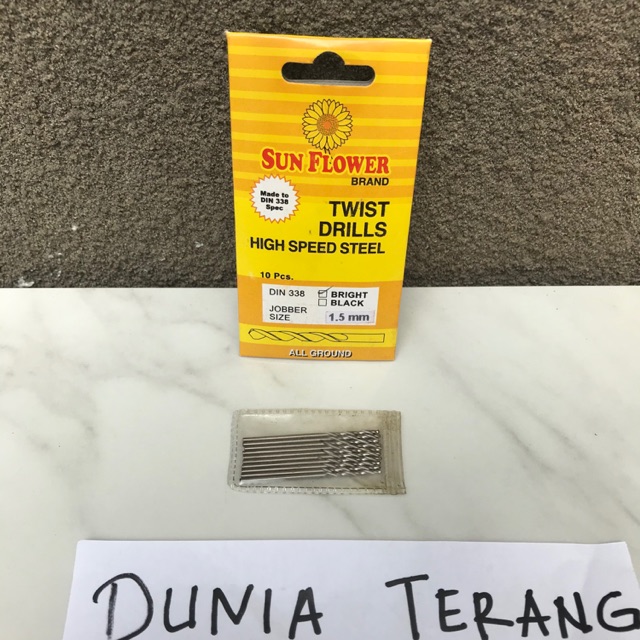 SUN FLOWER
BRAND
Made to
DIN 338
Spec
TWIST
DRILLS
HIGH SPEED STEEL
10 Pcs.
DIN 338 BRIGHT
BLACK
JOBBER
SIZE 1.5 mm
ALL GROUND
DUNIA TERANG